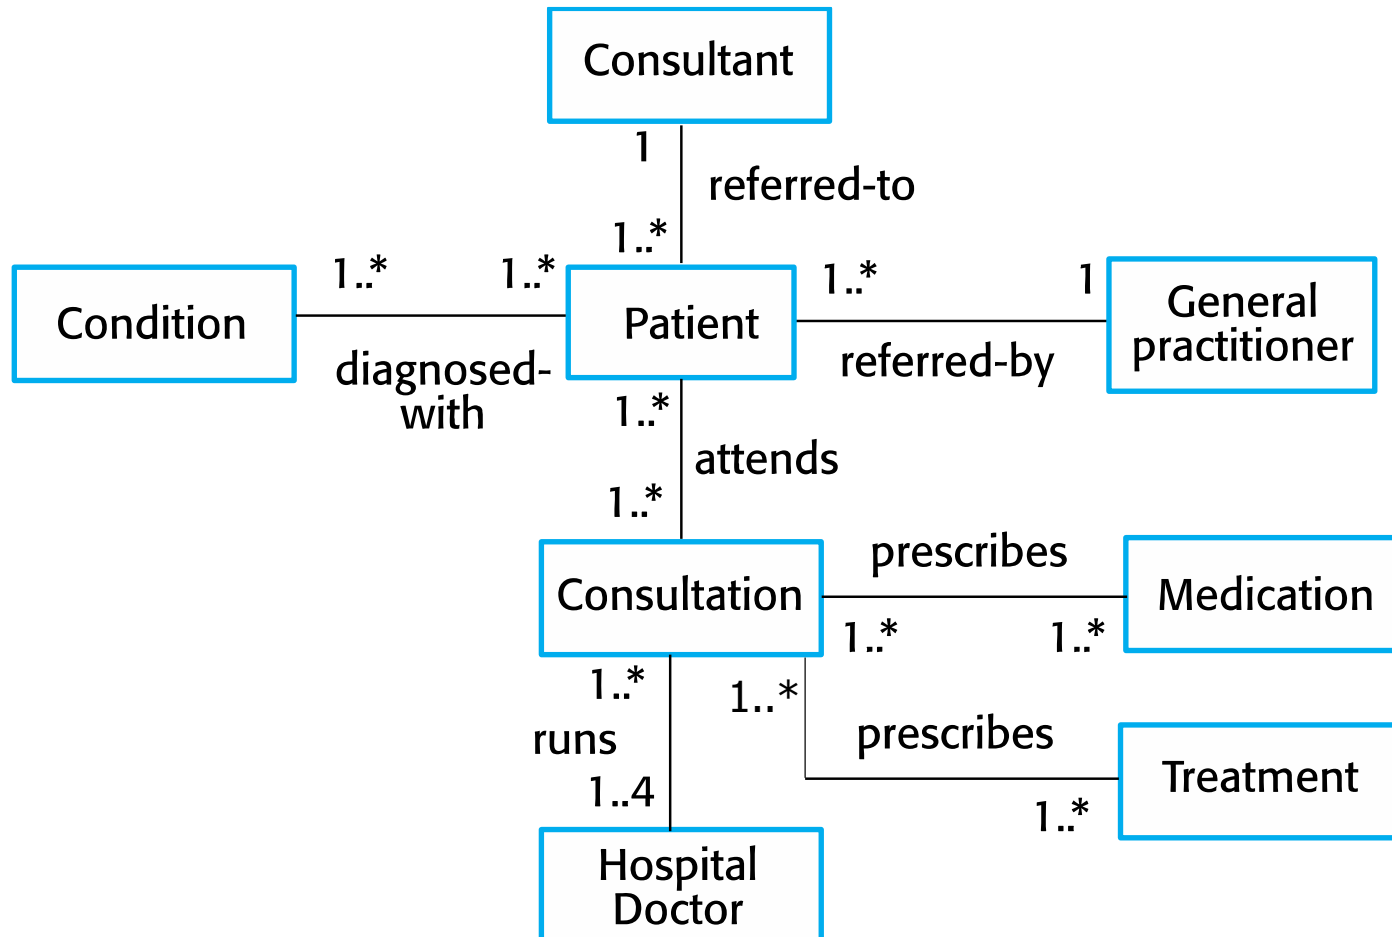 Consultant
1
referred-to
1..*
1..*
1..*
1..*
1
Condition
Patient
General
practitioner
diagnosed-
with
referred-by
1..*
attends
1..*
prescribes
Consultation
Medication
1..*
1..*
1..*
1..*
runs
prescribes
1..4
Treatment
1..*
Hospital
Doctor